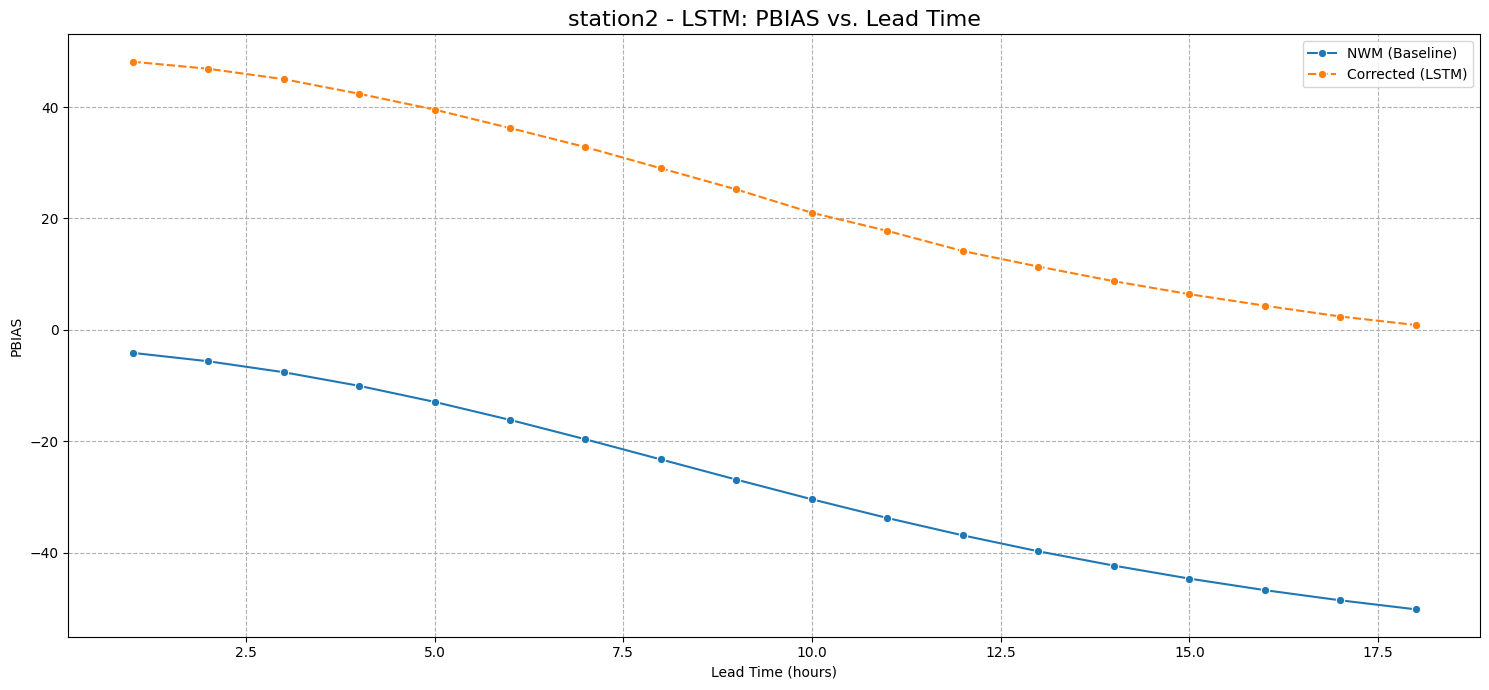 station2 - LSTM: PBIAS vs. Lead Time
NWM (Baseline)
Corrected (LSTM)
PBIAS
40
20
0
−20
−40
2.5 5.0 7.5 10.0 12.5 15.0 17.5
Lead Time (hours)